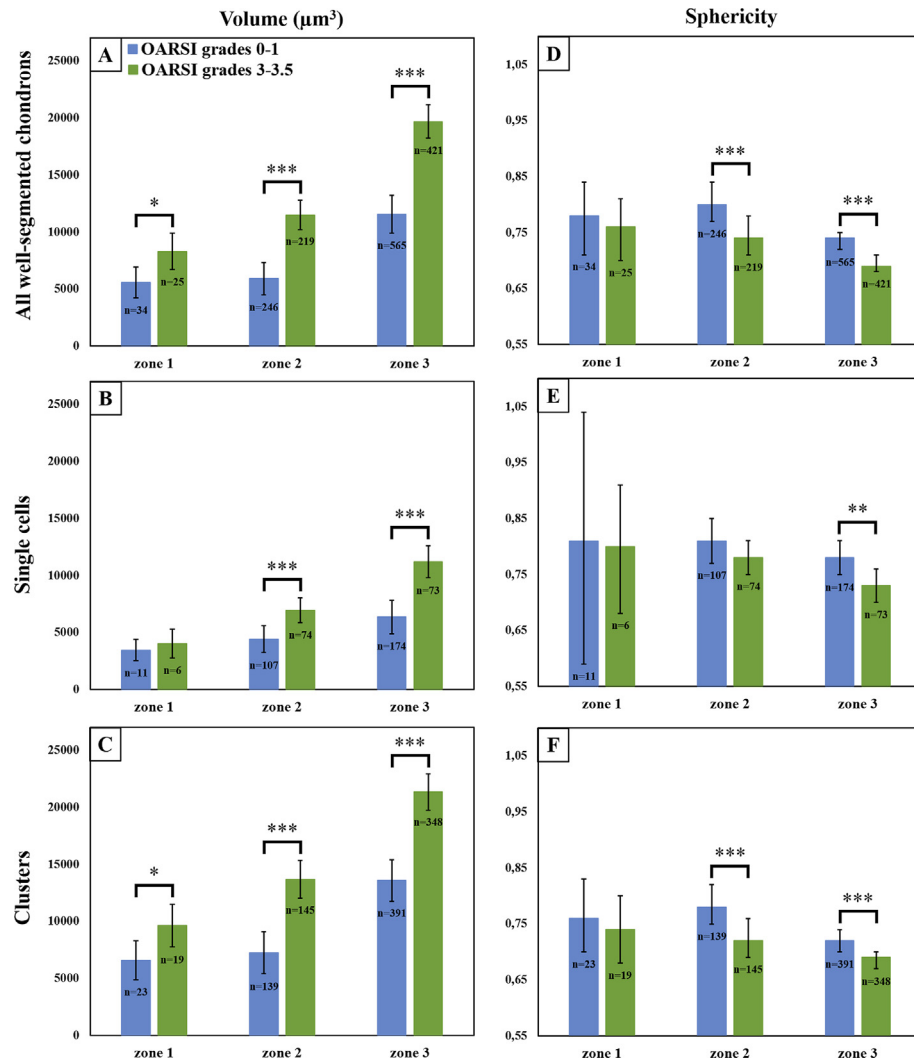 Volume (µm³)
Sphericity
All well-segmented chondrons
A
OARSI grades 0-1
OARSI grades 3-3.5
25000
20000
15000
10000
5000
0
*
***
***
n=34
n=25
n=246
n=219
n=565
n=421
zone 1
zone 2
zone 3
D
1,05
0,95
0,85
0,75
0,65
0,55
***
***
n=34
n=25
n=246
n=219
n=565
n=421
zone 1
zone 2
zone 3
Single cells
B
25000
20000
15000
10000
5000
0
***
***
n=11
n=6
n=107
n=74
n=174
n=73
zone 1
zone 2
zone 3
E
1,05
0,95
0,85
0,75
0,65
0,55
**
n=11
n=6
n=107
n=74
n=174
n=73
zone 1
zone 2
zone 3
Clusters
C
25000
20000
15000
10000
5000
0
*
***
***
n=23
n=19
n=139
n=145
n=391
n=348
zone 1
zone 2
zone 3
F
1,05
0,95
0,85
0,75
0,65
0,55
***
***
n=23
n=19
n=139
n=145
n=391
n=348
zone 1
zone 2
zone 3